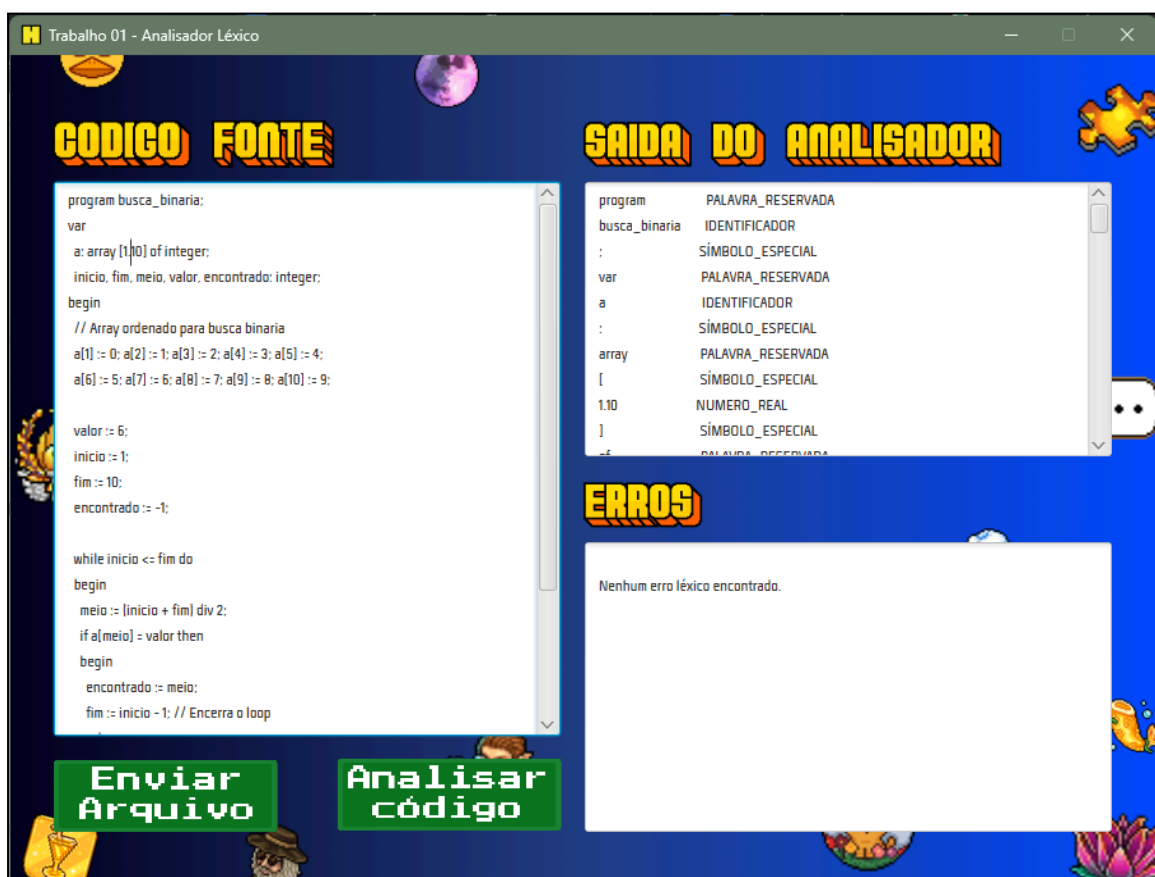 Trabalho 01 - Analisador Léxico
CODIGO FONTE
program busca_binaria;
var
a: array [1.10] of integer;
inicio, fim, meio, valor, encontrado: integer;
begin
// Array ordenado para busca binaria
a[1] := 0; a[2] := 1; a[3] := 2; a[4] := 3; a[5] := 4;
a[6] := 5; a[7] := 6; a[8] := 7; a[9] := 8; a[10] := 9;
valor := 6;
inicio := 1;
fim := 10;
encontrado := -1;
while inicio <= fim do
begin
meio := (inicio + fim) div 2;
if a[meio] = valor then
begin
encontrado := meio;
fim := inicio - 1; // Encerra o loop
Enviar
Arquivo
Analisar
código
SAIDA DO ANALISADOR
program PALAVRA_RESERVADA
busca_binaria IDENTIFICADOR
; SÍMBOLO_ESPECIAL
var PALAVRA_RESERVADA
a IDENTIFICADOR
: SÍMBOLO_ESPECIAL
array PALAVRA_RESERVADA
[ SÍMBOLO_ESPECIAL
1.10 NUMERO_REAL
] SÍMBOLO_ESPECIAL
of PALAVRA_RESERVADA
ERROS
Nenhum erro léxico encontrado.